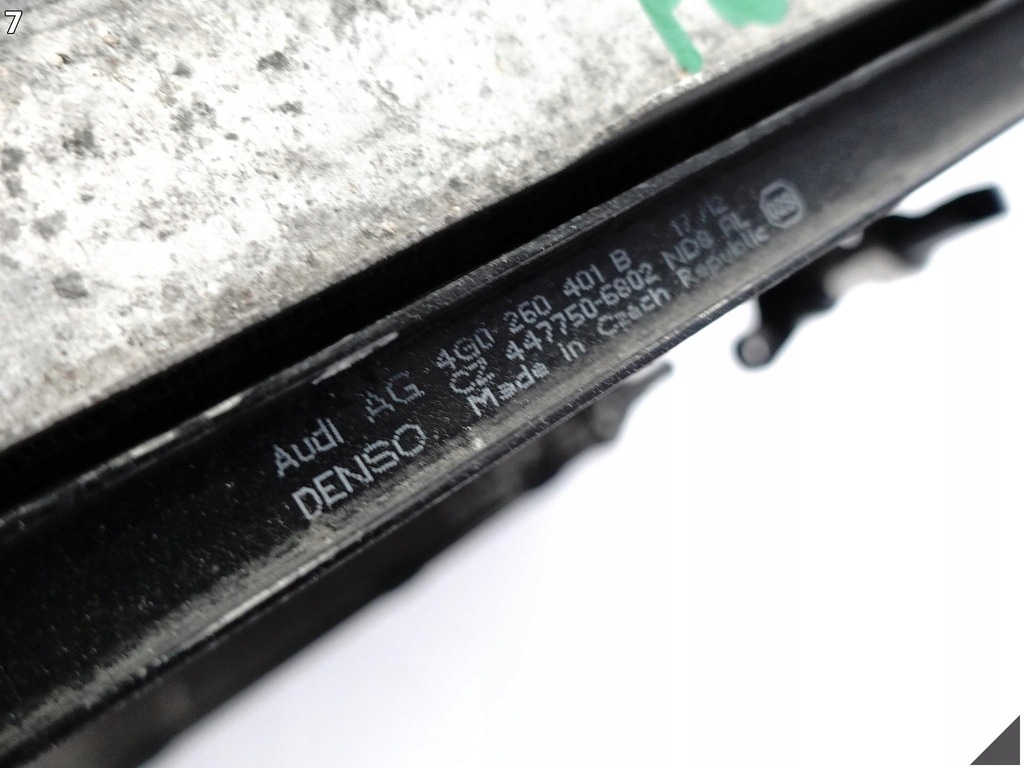 7
Audi AG 4G0 260 401 B 17/12
DENSO CZ 447750-6802 ND8 AL
Made in Czech Republic